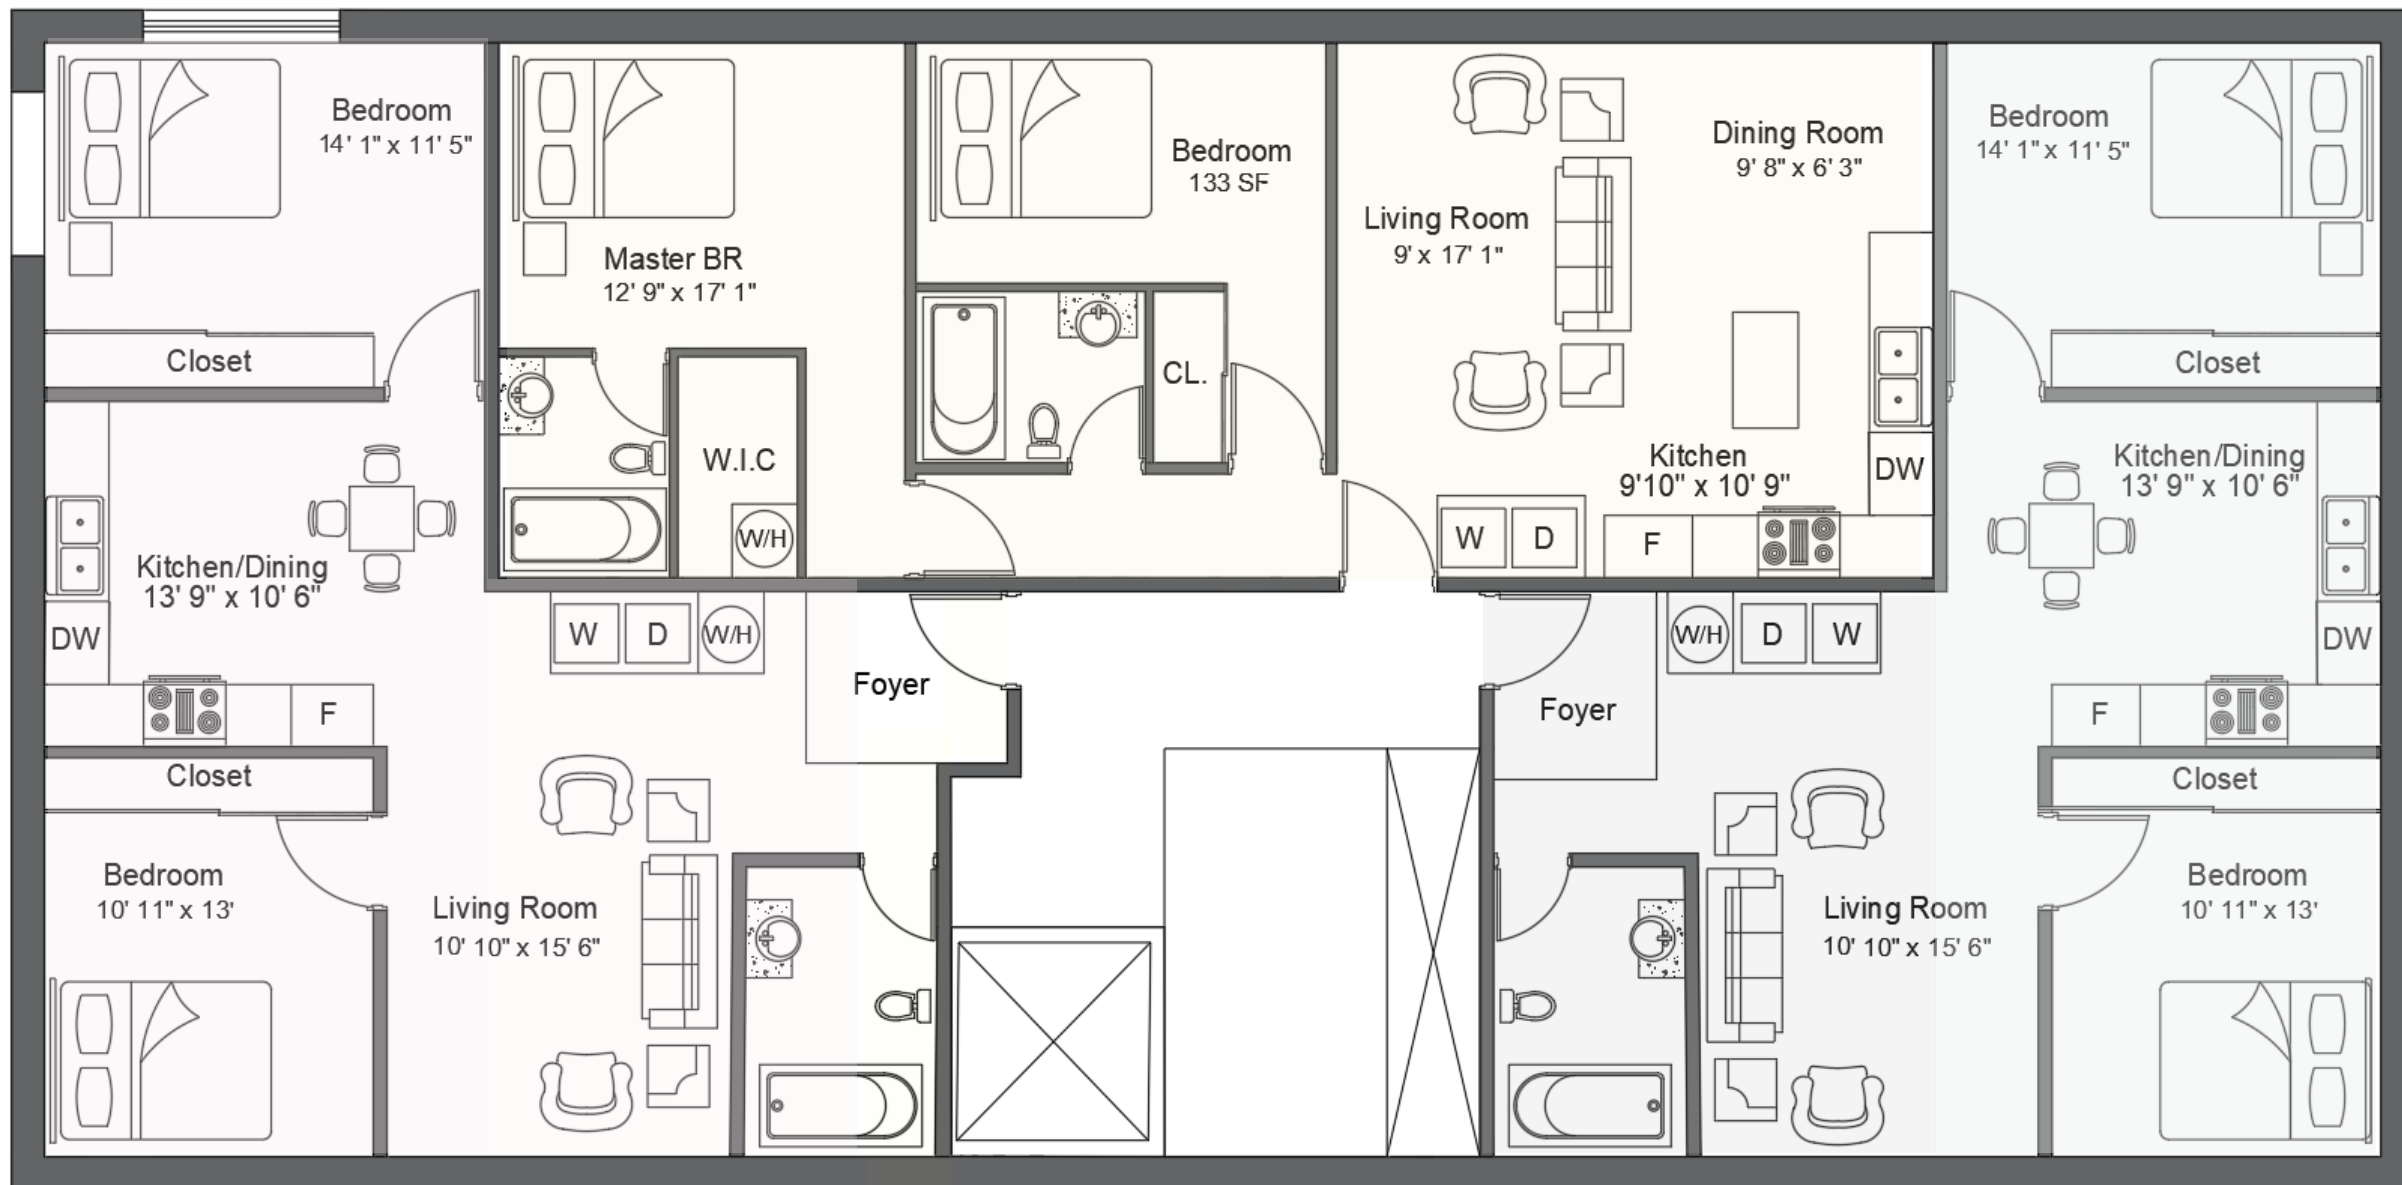 Bedroom
14' 1" x 11' 5"
Closet
Master BR
12' 9" x 17' 1"
W.I.C
W/H
Bedroom
133 SF
CL.
Living Room
9' x 17' 1"
Dining Room
9' 8" x 6' 3"
Kitchen
9'10" x 10' 9"
DW
W
D
F
Bedroom
14' 1" x 11' 5"
Closet
Kitchen/Dining
13' 9" x 10' 6"
DW
F
Kitchen/Dining
13' 9" x 10' 6"
DW
F
W
D
W/H
Foyer
Foyer
W/H
D
W
Closet
Bedroom
10' 11" x 13'
Living Room
10' 10" x 15' 6"
Living Room
10' 10" x 15' 6"
Closet
Bedroom
10' 11" x 13'